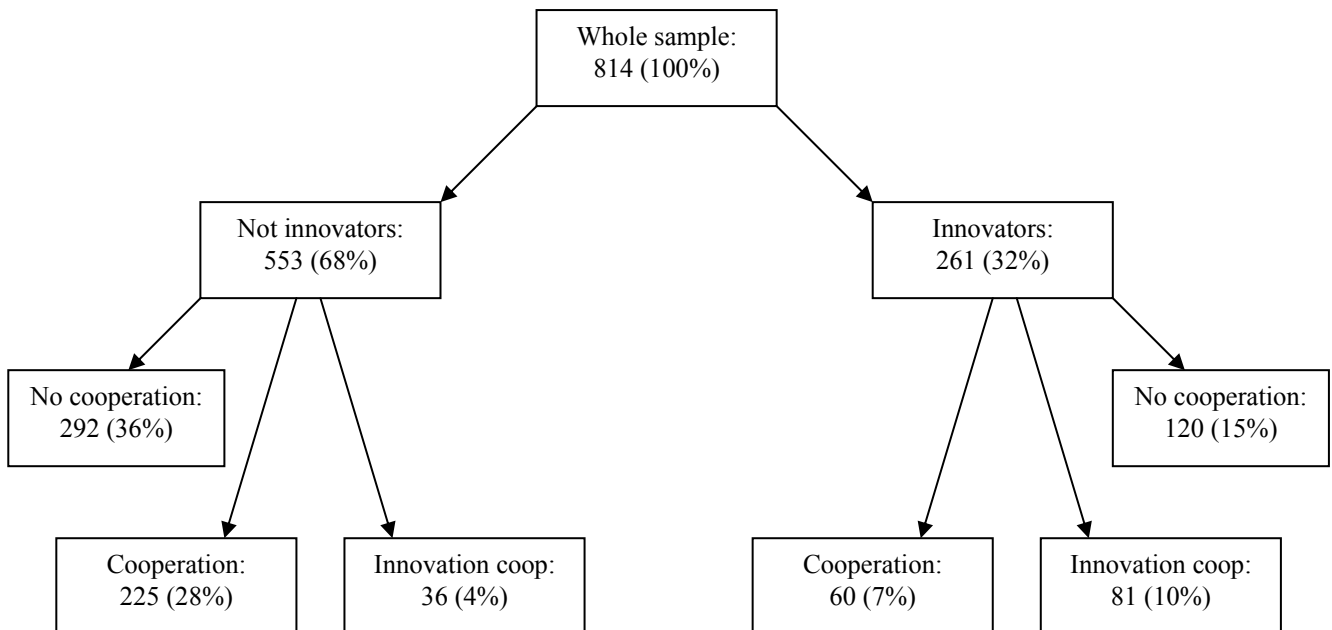 Whole sample:
814 (100%)
Not innovators:
553 (68%)
Innovators:
261 (32%)
No cooperation:
292 (36%)
No cooperation:
120 (15%)
Cooperation:
225 (28%)
Innovation coop:
36 (4%)
Cooperation:
60 (7%)
Innovation coop:
81 (10%)